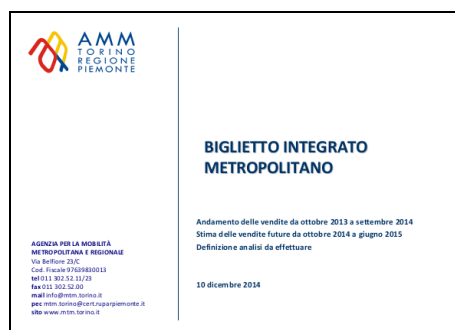 AMM
TORINO
REGIONE
PIEMONTE
BIGLIETTO INTEGRATO
METROPOLITANO
Andamento delle vendite da ottobre 2013 a settembre 2014
Stima delle vendite future da ottobre 2014 a giugno 2015
Definizione analisi da effettuare
10 dicembre 2014
AGENZIA PER LA MOBILITÀ
METROPOLITANA E REGIONALE
Via Belfiore 23/C
Cod. Fiscale 97639830013
tel 011 302.52.11/23
fax 011 302.52.00
mail info@mtm.torino.it
pec mtm.torino@cert.ruparpiemonte.it
sito www.mtm.torino.it